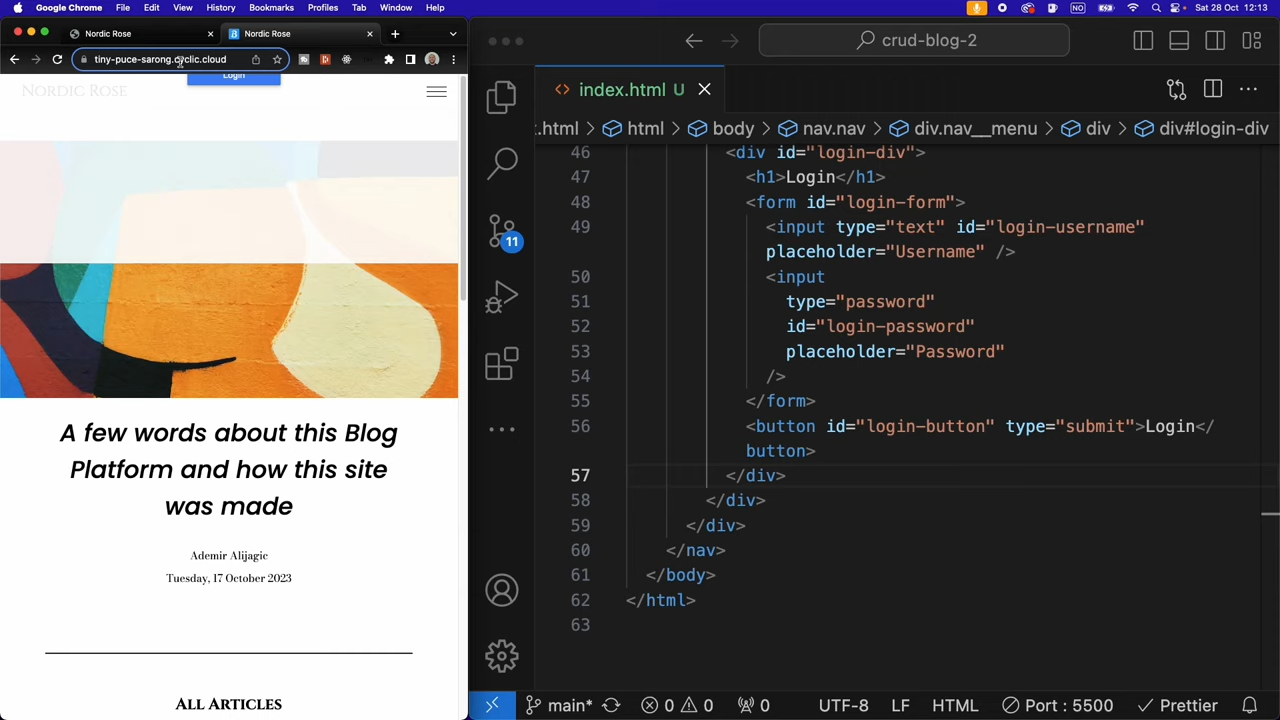 Google Chrome File Edit View History Bookmarks Profiles Tab Window Help
NO Sat 28 Oct 12:13
Nordic Rose
Nordic Rose
tiny-puce-sarong.cyclic.cloud
Login
Nordic Rose
A few words about this Blog
Platform and how this site
was made
Ademir Alijagic
Tuesday, 17 October 2023
All Articles
crud-blog-2
index.html U
.html > html > body > nav.nav > div.nav__menu > div > div#login-div
46 <div id="login-div">
47 <h1>Login</h1>
48 <form id="login-form">
49 <input type="text" id="login-username"
placeholder="Username" />
50 <input
51 type="password"
52 id="login-password"
53 placeholder="Password"
54 />
55 </form>
56 <button id="login-button" type="submit">Login</
button>
57 </div>
58 </div>
59 </div>
60 </nav>
61 </body>
62 </html>
63
11
main* 0 0 0 UTF-8 LF HTML Port : 5500 Prettier